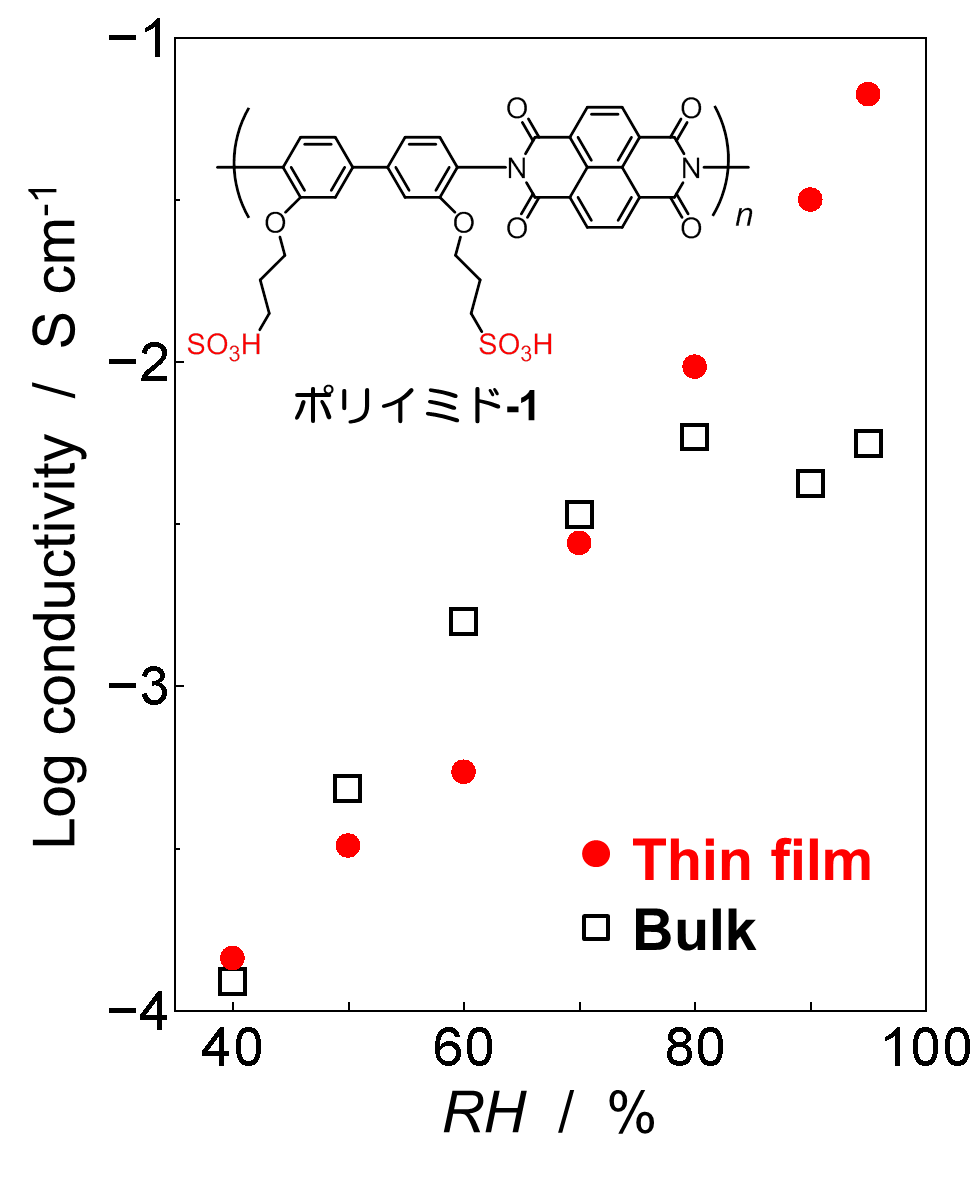 −1
−2
−3
−4
Log conductivity / S cm-1
O
O
N
N
O
O
n
O
O
SO3H
SO3H
ポリイミド-1
Thin film
Bulk
40
60
80
100
RH / %